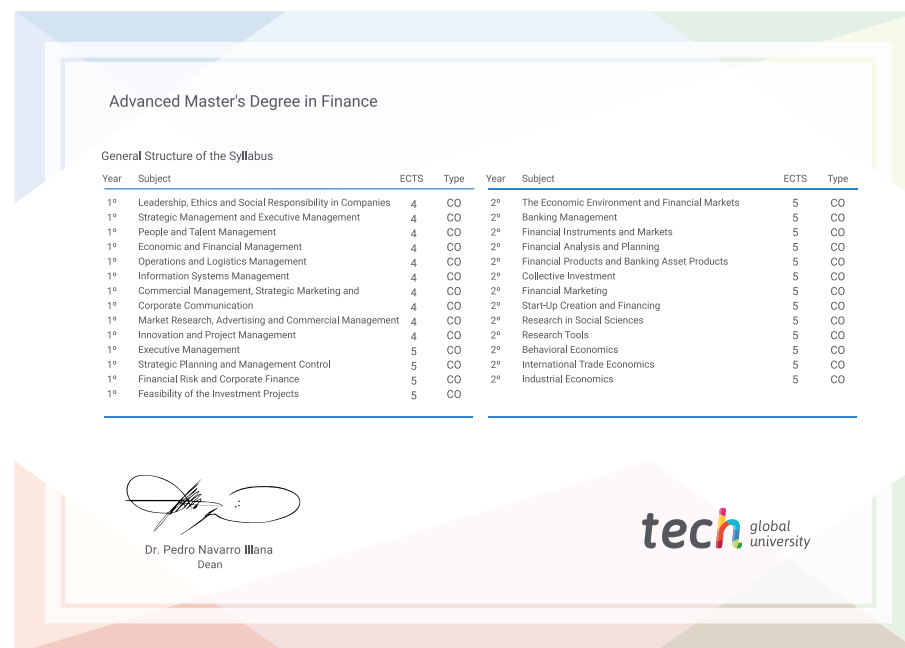 Advanced Master's Degree in Finance
General Structure of the Syllabus
Year Subject ECTS Type
1º Leadership, Ethics and Social Responsibility in Companies 4 CO
1º Strategic Management and Executive Management 4 CO
1º People and Talent Management 4 CO
1º Economic and Financial Management 4 CO
1º Operations and Logistics Management 4 CO
1º Information Systems Management 4 CO
1º Commercial Management, Strategic Marketing and 4 CO
1º Corporate Communication 4 CO
1º Market Research, Advertising and Commercial Management 4 CO
1º Innovation and Project Management 4 CO
1º Executive Management 5 CO
1º Strategic Planning and Management Control 5 CO
1º Financial Risk and Corporate Finance 5 CO
1º Feasibility of the Investment Projects 5 CO
Year Subject ECTS Type
2º The Economic Environment and Financial Markets 5 CO
2º Banking Management 5 CO
2º Financial Instruments and Markets 5 CO
2º Financial Analysis and Planning 5 CO
2º Financial Products and Banking Asset Products 5 CO
2º Collective Investment 5 CO
2º Financial Marketing 5 CO
2º Start-Up Creation and Financing 5 CO
2º Research in Social Sciences 5 CO
2º Research Tools 5 CO
2º Behavioral Economics 5 CO
2º International Trade Economics 5 CO
2º Industrial Economics 5 CO
Dr. Pedro Navarro Illana
Dean
tech global
university